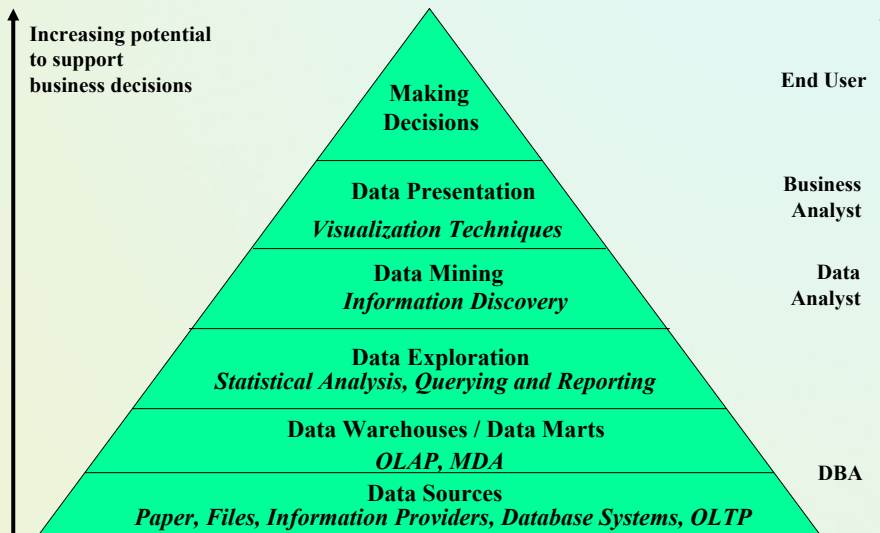 Increasing potential
to support
business decisions
End User
Making
Decisions
Business
Analyst
Data Presentation
Visualization Techniques
Data
Analyst
Data Mining
Information Discovery
Data Exploration
Statistical Analysis, Querying and Reporting
Data Warehouses / Data Marts
OLAP, MDA
DBA
Data Sources
Paper, Files, Information Providers, Database Systems, OLTP